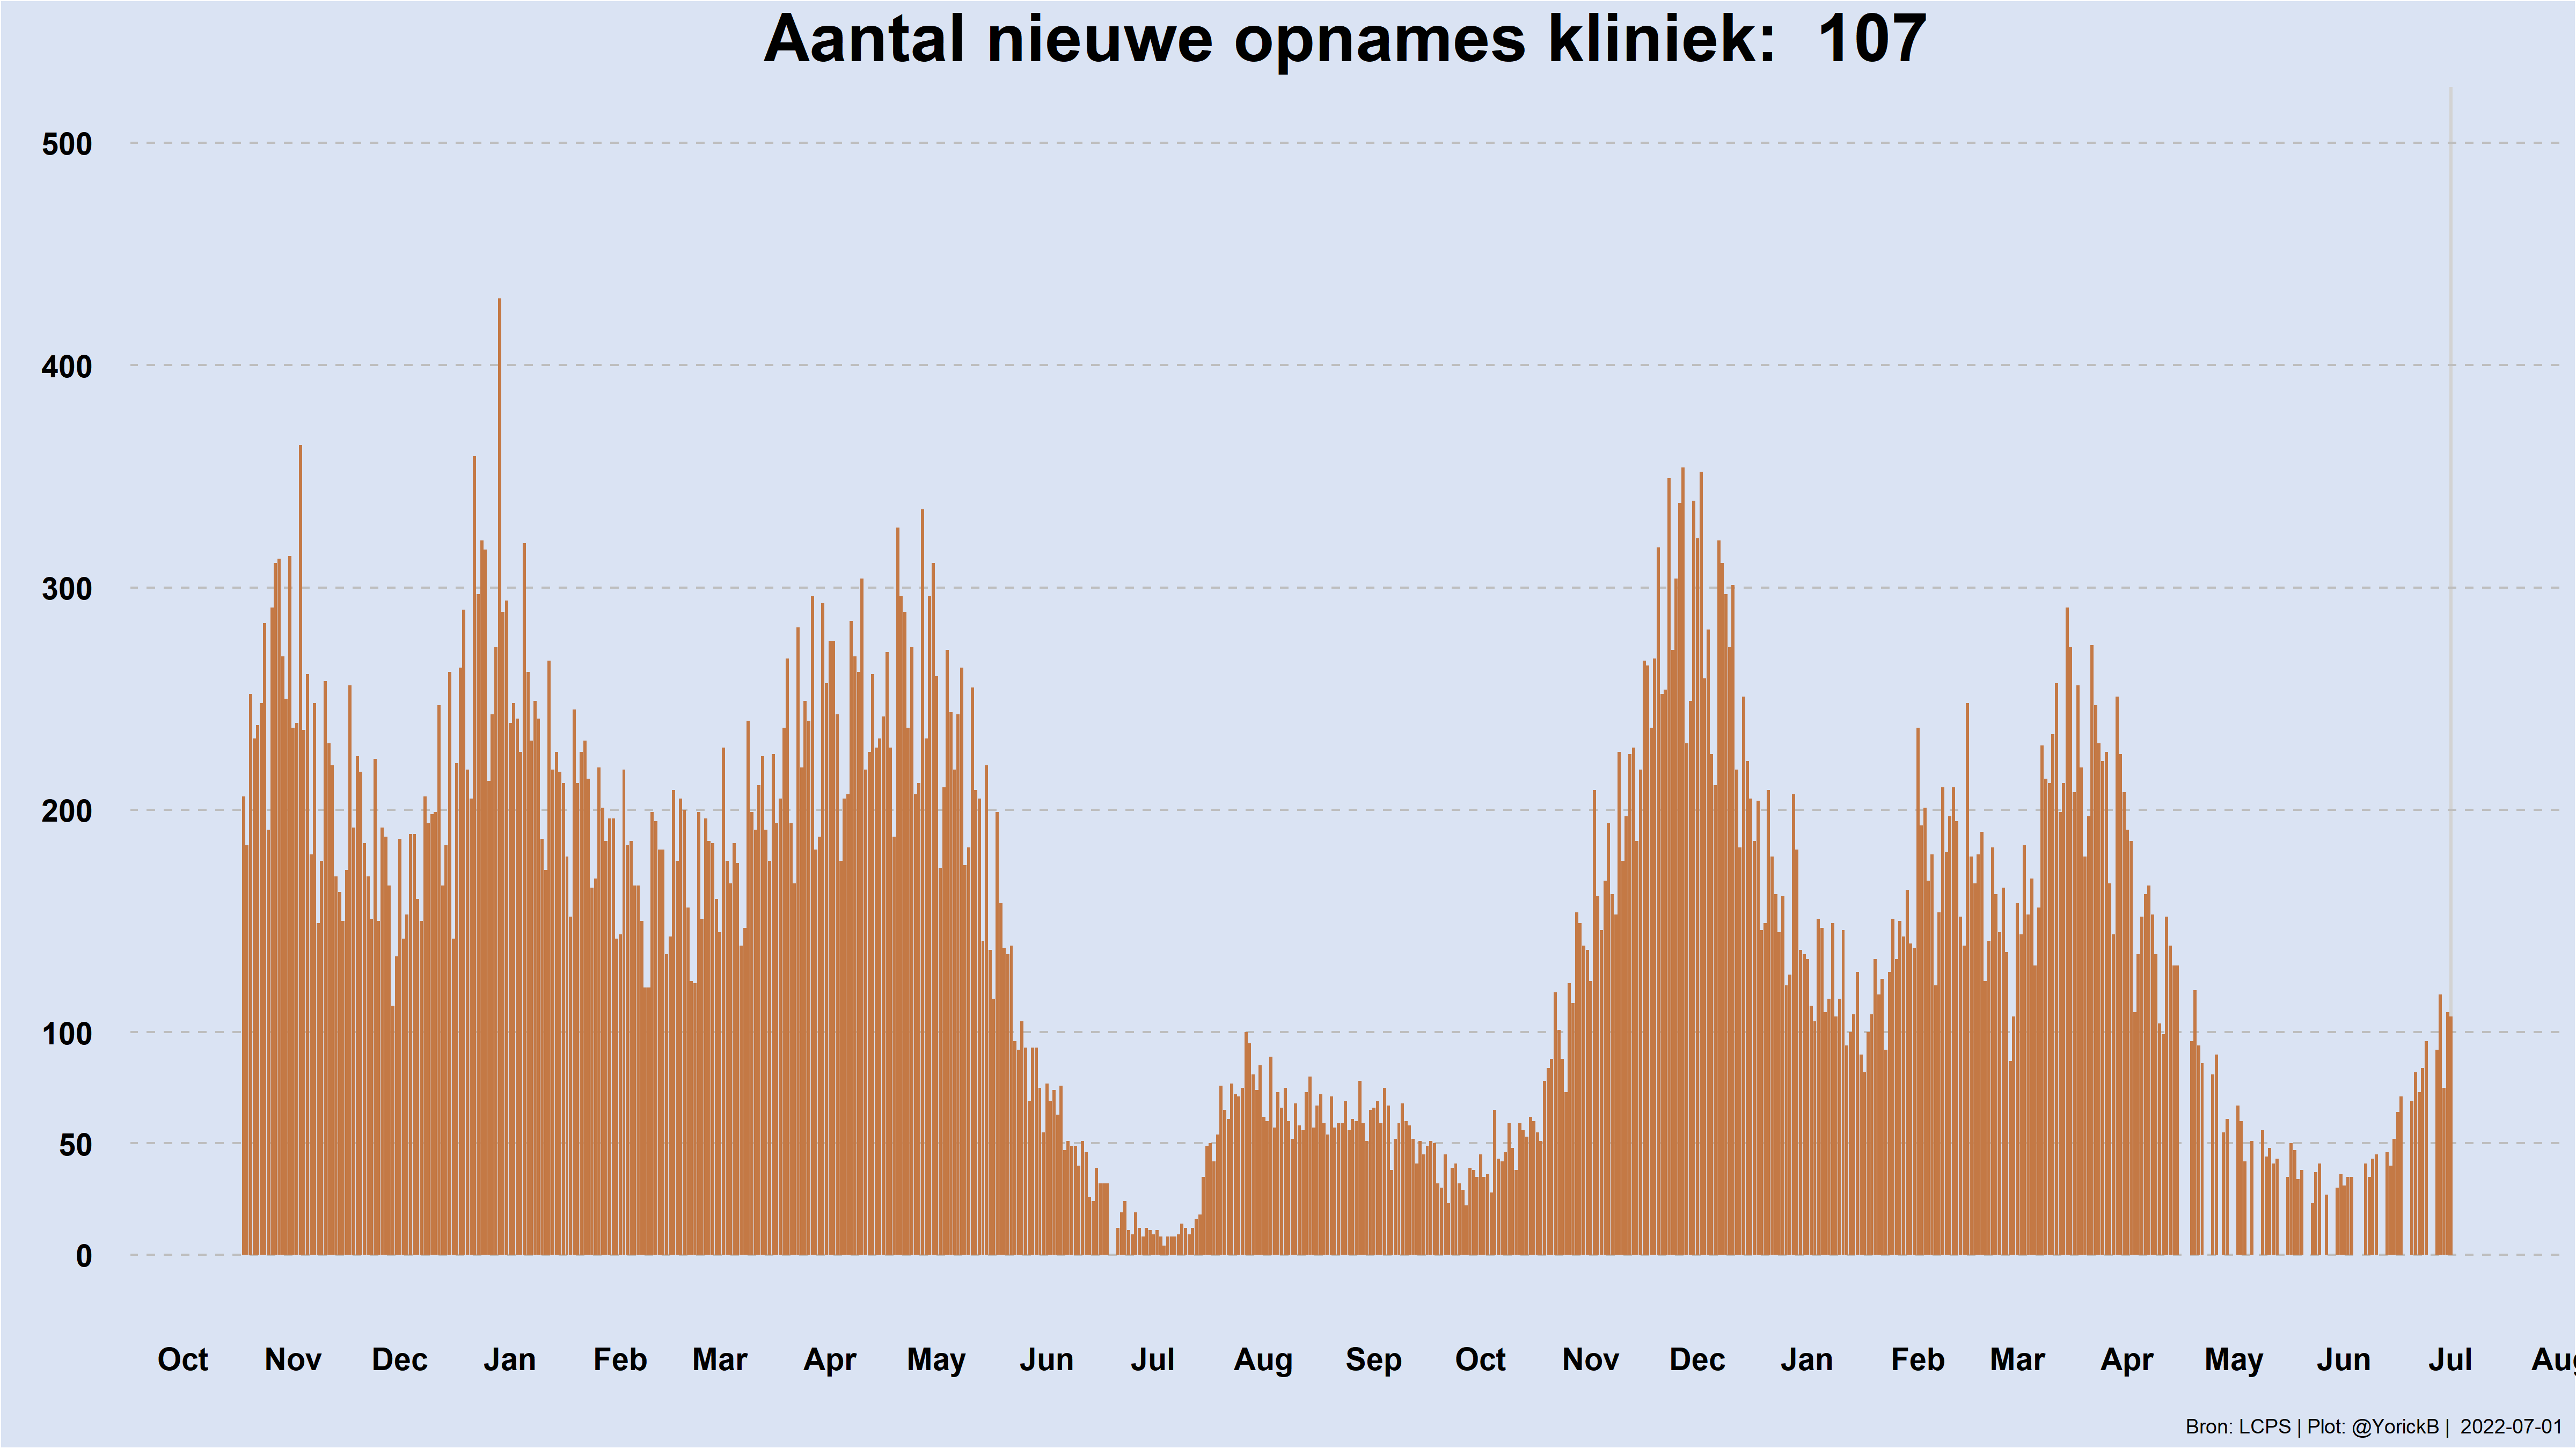 Aantal nieuwe opnames kliniek:  107
500
400
300
200
100
50
0
Oct Nov Dec Jan Feb Mar Apr May Jun Jul Aug Sep Oct Nov Dec Jan Feb Mar Apr May Jun Jul Aug
Bron: LCPS | Plot: @YorickB |  2022-07-01